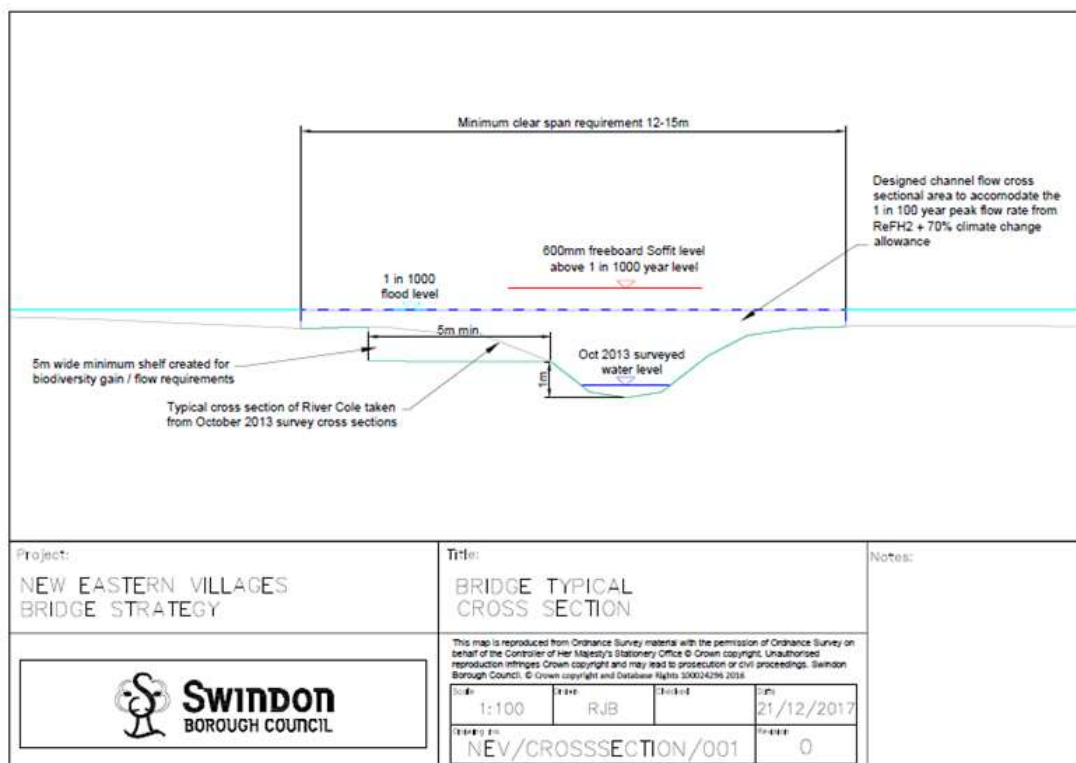 Minimum clear span requirement 12-15m
Designed channel flow cross
sectional area to accomodate the
1 in 100 year peak flow rate from
ReFH2 + 70% climate change
allowance
600mm freeboard Soffit level
above 1 in 1000 year level
1 in 1000
flood level
5m min.
5m wide minimum shelf created for
biodiversity gain / flow requirements
Oct 2013 surveyed
water level
1m
Typical cross section of River Cole taken
from October 2013 survey cross sections
Project:
NEW EASTERN VILLAGES
BRIDGE STRATEGY
Title:
BRIDGE TYPICAL
CROSS SECTION
Notes:
This map is reproduced from Ordnance Survey material with the permission of Ordnance Survey on
behalf of the Controller of Her Majesty's Stationery Office © Crown copyright. Unauthorised
reproduction infringes Crown copyright and may lead to prosecution or civil proceedings. Swindon
Borough Council. © Crown copyright and Database Rights 100024296 2016
SWINDON
BOROUGH COUNCIL
Scale
1:100
Drawn
RJB
Checked
Date
21/12/2017
Drawing no.
NEV/CROSSSECTION/001
Revision
0